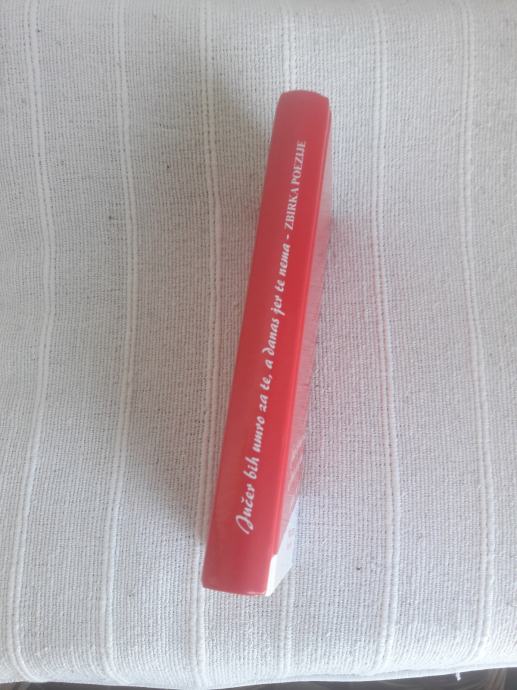 Jučer bih umro za te, a danas jer te nema - ZBIRKA POEZIJE